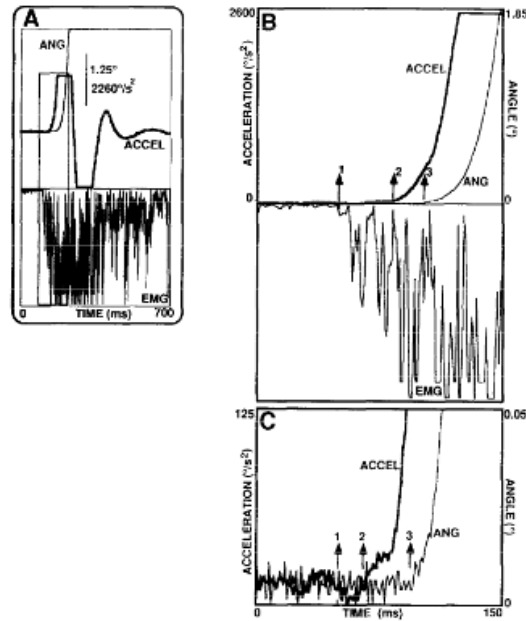 A
ANG
1.25°
2260°/s²
ACCEL
EMG
0
TIME (ms)
700
B
2600
ACCELERATION (°/s²)
0
1.85
ANGLE (°)
0
ACCEL
ANG
1
2
3
EMG
C
125
ACCELERATION (°/s²)
0
0.05
ANGLE (°)
0
ACCEL
ANG
1
2
3
0
TIME (ms)
150